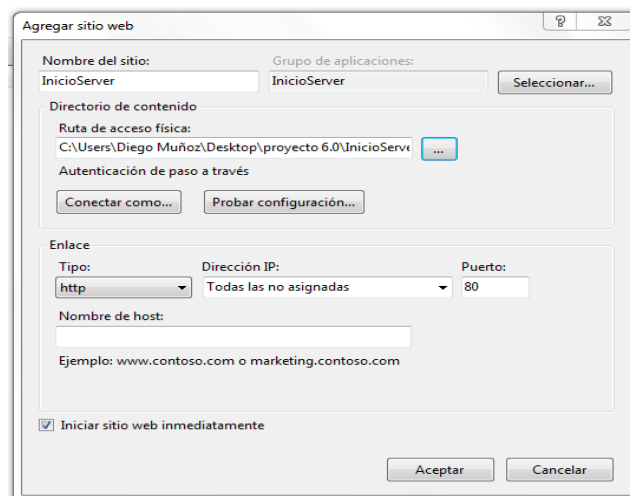 Agregar sitio web
Nombre del sitio:
Grupo de aplicaciones:
InicioServer
InicioServer
Seleccionar...
Directorio de contenido
Ruta de acceso física:
C:\Users\Diego Muñoz\Desktop\proyecto 6.0\InicioServe
...
Autenticación de paso a través
Conectar como...
Probar configuración...
Enlace
Tipo:
Dirección IP:
Puerto:
http
Todas las no asignadas
80
Nombre de host:
Ejemplo: www.contoso.com o marketing.contoso.com
Iniciar sitio web inmediatamente
Aceptar
Cancelar